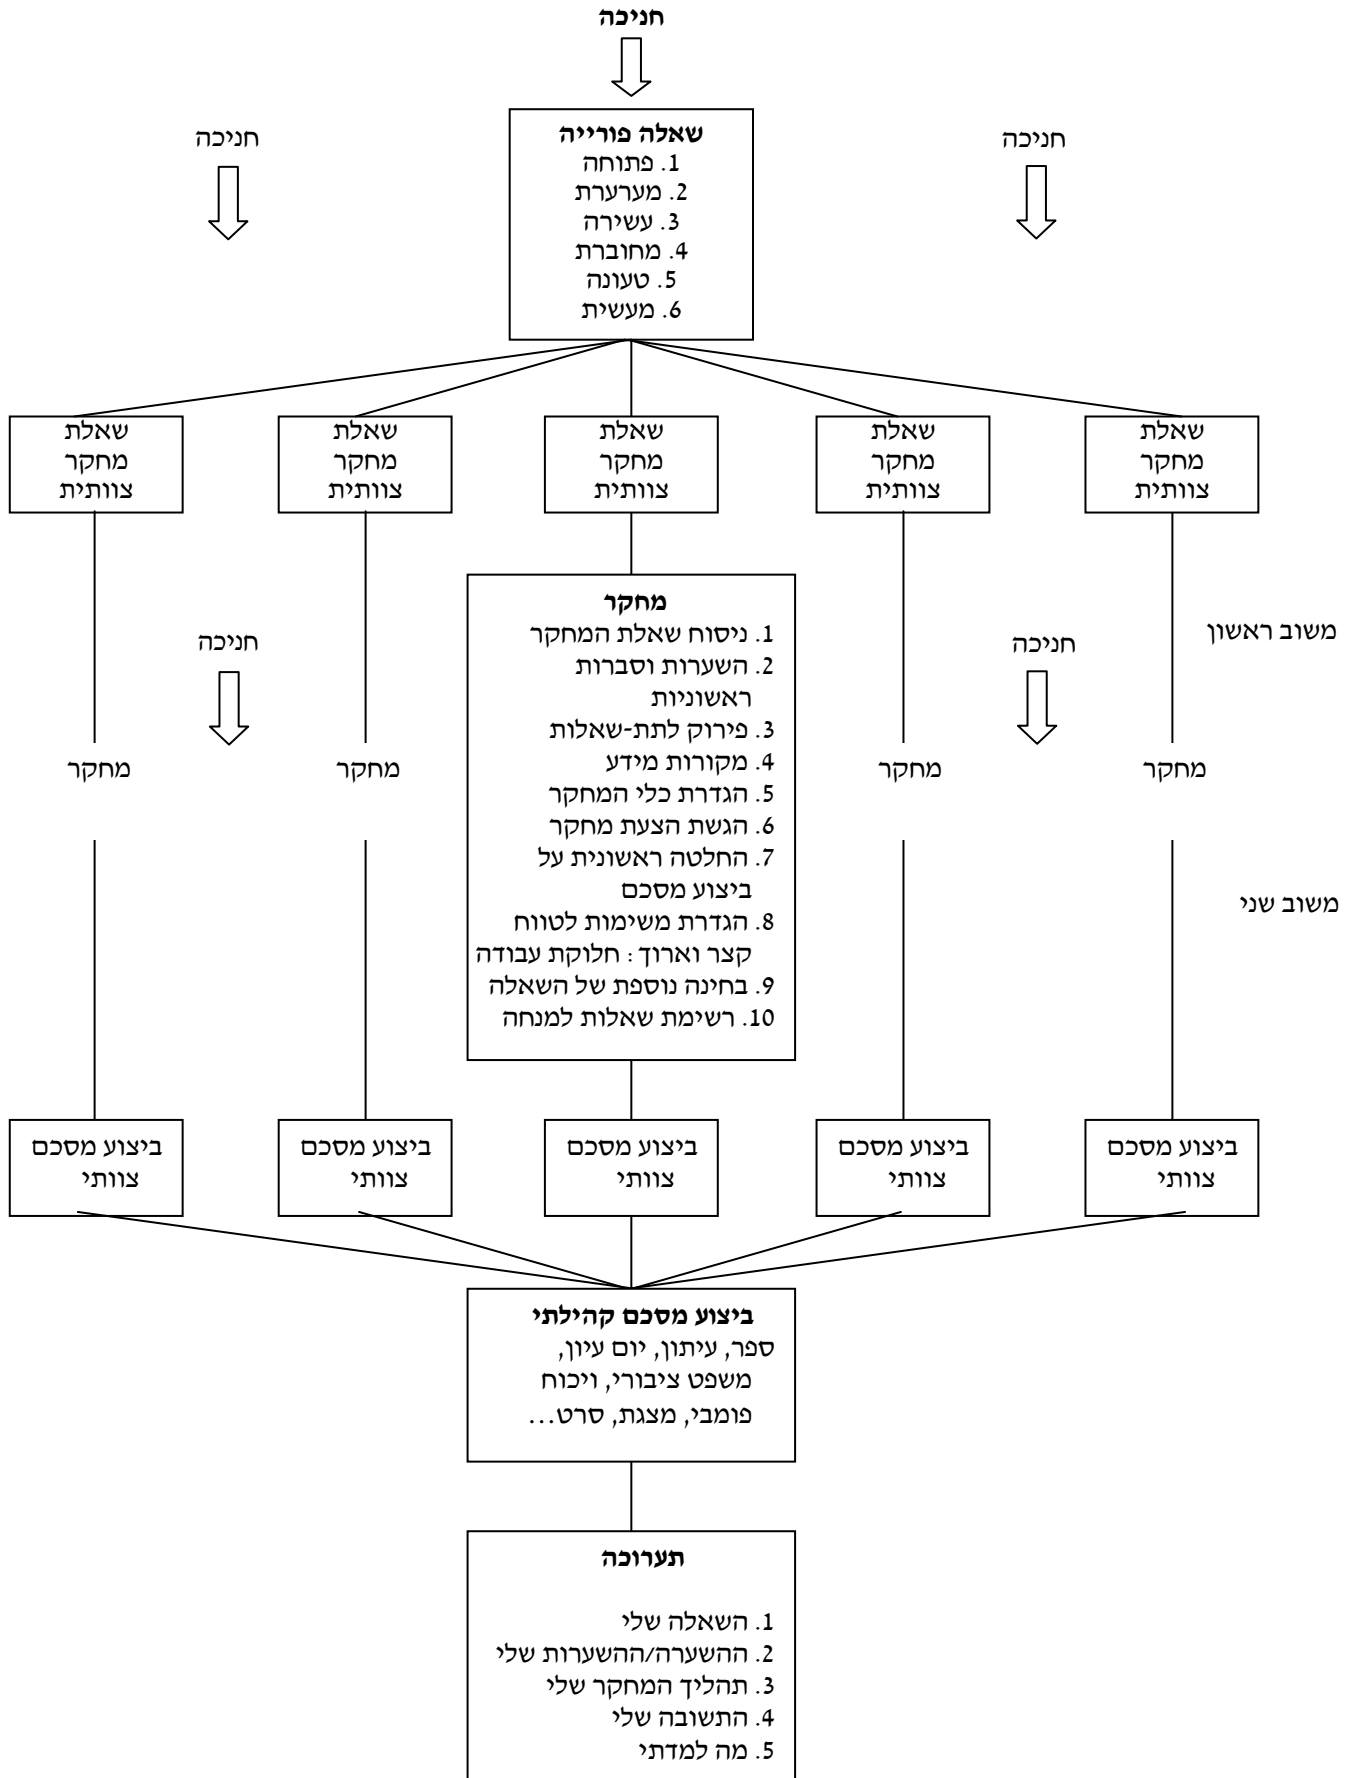 חניכה
חניכה
חניכה
שאלה פורייה
1. פתוחה
2. מערערת
3. עשירה
4. מחוברת
5. טעונה
6. מעשית
שאלת
מחקר
צוותית
שאלת
מחקר
צוותית
שאלת
מחקר
צוותית
שאלת
מחקר
צוותית
שאלת
מחקר
צוותית
משוב ראשון
חניכה
חניכה
מחקר
1. ניסוח שאלת המחקר
2. השערות וסברות
ראשוניות
3. פירוק לתת-שאלות
4. מקורות מידע
5. הגדרת כלי המחקר
6. הגשת הצעת מחקר
7. החלטה ראשונית על
ביצוע מסכם
8. הגדרת משימות לטווח
קצר וארוך: חלוקת עבודה
9. בחינה נוספת של השאלה
10. רשימת שאלות למנחה
מחקר
מחקר
מחקר
מחקר
משוב שני
ביצוע מסכם
צוותי
ביצוע מסכם
צוותי
ביצוע מסכם
צוותי
ביצוע מסכם
צוותי
ביצוע מסכם
צוותי
ביצוע מסכם קהילתי
ספר, עיתון, יום עיון,
משפט ציבורי, ויכוח
פומבי, מצגת, סרט...
תערוכה
1. השאלה שלי
2. ההשערה/ההשערות שלי
3. תהליך המחקר שלי
4. התשובה שלי
5. מה למדתי